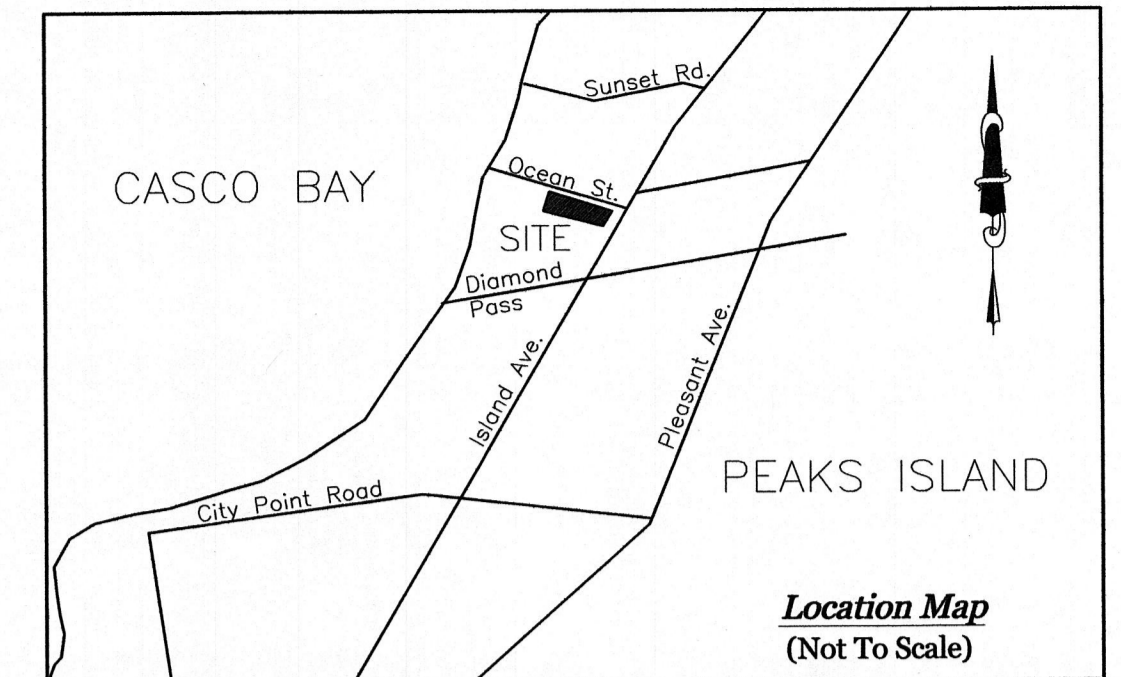 Sunset Rd.
CASCO BAY
Ocean St.
SITE
Diamond
Pass
Island Ave.
Pleasant Ave.
PEAKS ISLAND
City Point Road
Location Map
(Not To Scale)